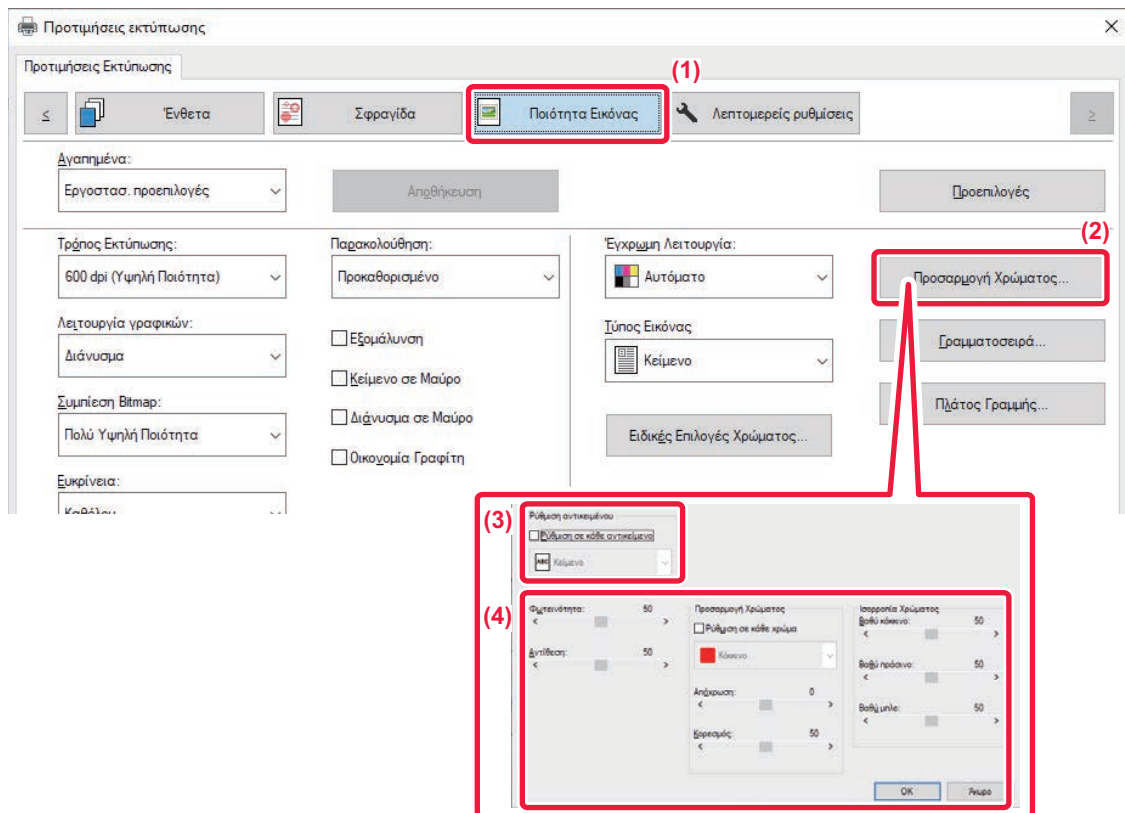 Προτιμήσεις εκτύπωσης
Προτιμήσεις Εκτύπωσης
(1)
≤ Ένθετα Σφραγίδα Ποιότητα Εικόνας Λεπτομερείς ρυθμίσεις ≥
Αγαπημένα:
Εργοστασ. προεπιλογές Αποθήκευση Προεπιλογές
(2)
Τρόπος Εκτύπωσης: Παρακολούθηση: Έγχρωμη Λειτουργία:
600 dpi (Υψηλή Ποιότητα) Προκαθορισμένο Αυτόματο Προσαρμογή Χρώματος...
Λειτουργία γραφικών: Εξομάλυνση Τύπος Εικόνας Γραμματοσειρά...
Διάνυσμα Κείμενο σε Μαύρο Κείμενο
Συμπίεση Bitmap: Διάνυσμα σε Μαύρο Πλάτος Γραμμής...
Πολύ Υψηλή Ποιότητα Οικονομία Γραφίτη Ειδικές Επιλογές Χρώματος...
Ευκρίνεια:
Καθόλου
(3) Ρύθμιση αντικειμένου
Ρύθμιση σε κάθε αντικείμενο
ABC Κείμενο
(4) Φωτεινότητα: 50 Προσαρμογή Χρώματος Ισορροπία Χρώματος
Ρύθμιση σε κάθε χρώμα Βαθύ κόκκινο: 50
Αντίθεση: 50 Κόκκινο Βαθύ πράσινο: 50
Απόχρωση: 0 Βαθύ μπλε: 50
Κορεσμός: 50
OK Άκυρο